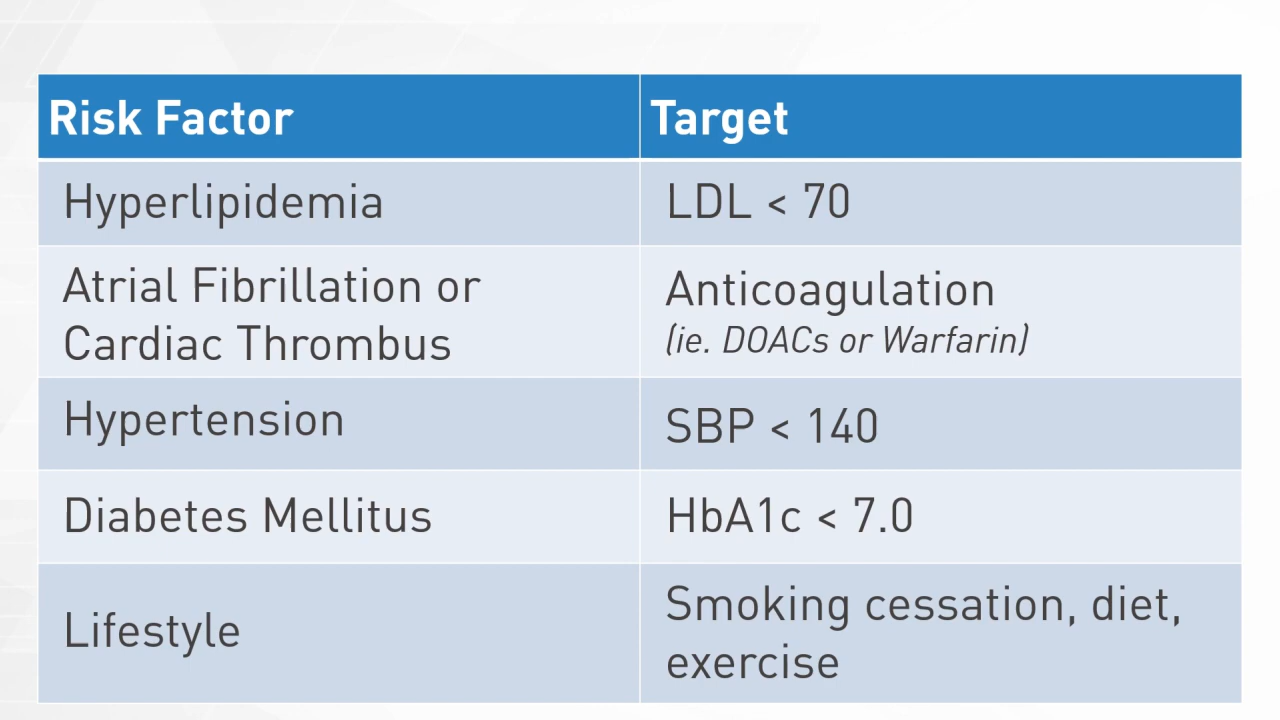 Risk Factor
Target
Hyperlipidemia
LDL < 70
Atrial Fibrillation or
Cardiac Thrombus
Anticoagulation
(ie. DOACs or Warfarin)
Hypertension
SBP < 140
Diabetes Mellitus
HbA1c < 7.0
Lifestyle
Smoking cessation, diet,
exercise